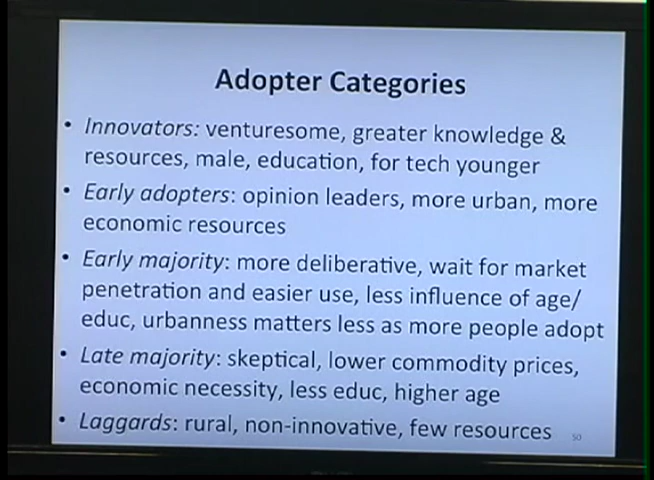 Adopter Categories
• Innovators: venturesome, greater knowledge &
resources, male, education, for tech younger
• Early adopters: opinion leaders, more urban, more
economic resources
• Early majority: more deliberative, wait for market
penetration and easier use, less influence of age/
educ, urbanness matters less as more people adopt
• Late majority: skeptical, lower commodity prices,
economic necessity, less educ, higher age
• Laggards: rural, non-innovative, few resources
50